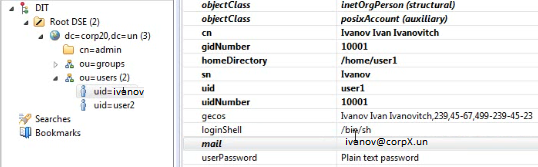 DIT
Root DSE (2)
dc=corp20,dc=un (3)
cn=admin
ou=groups
ou=users (2)
uid=ivanov
uid=user2
Searches
Bookmarks
objectClass inetOrgPerson (structural)
objectClass posixAccount (auxiliary)
cn Ivanov Ivan Ivanovitch
gidNumber 10001
homeDirectory /home/user1
sn Ivanov
uid user1
uidNumber 10001
gecos Ivanov Ivan Ivanovitch,239,45-67,499-239-45-23
loginShell /bin/sh
mail ivanov@corpX.un
userPassword Plain text password